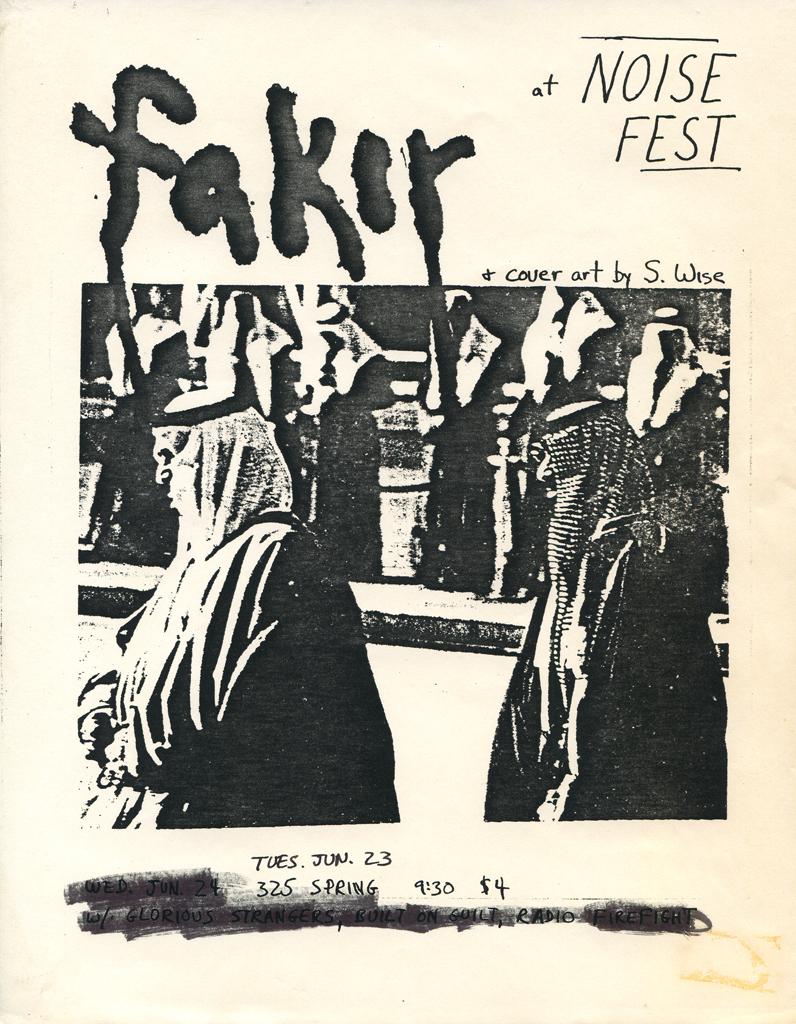 fakir
at NOISE
FEST
+ cover art by S. Wise
TUES. JUN. 23
WED. JUN. 24 325 SPRING 9:30 $4
W/ GLORIOUS STRANGERS, BUILT ON GUILT, RADIO FIREFIGHT